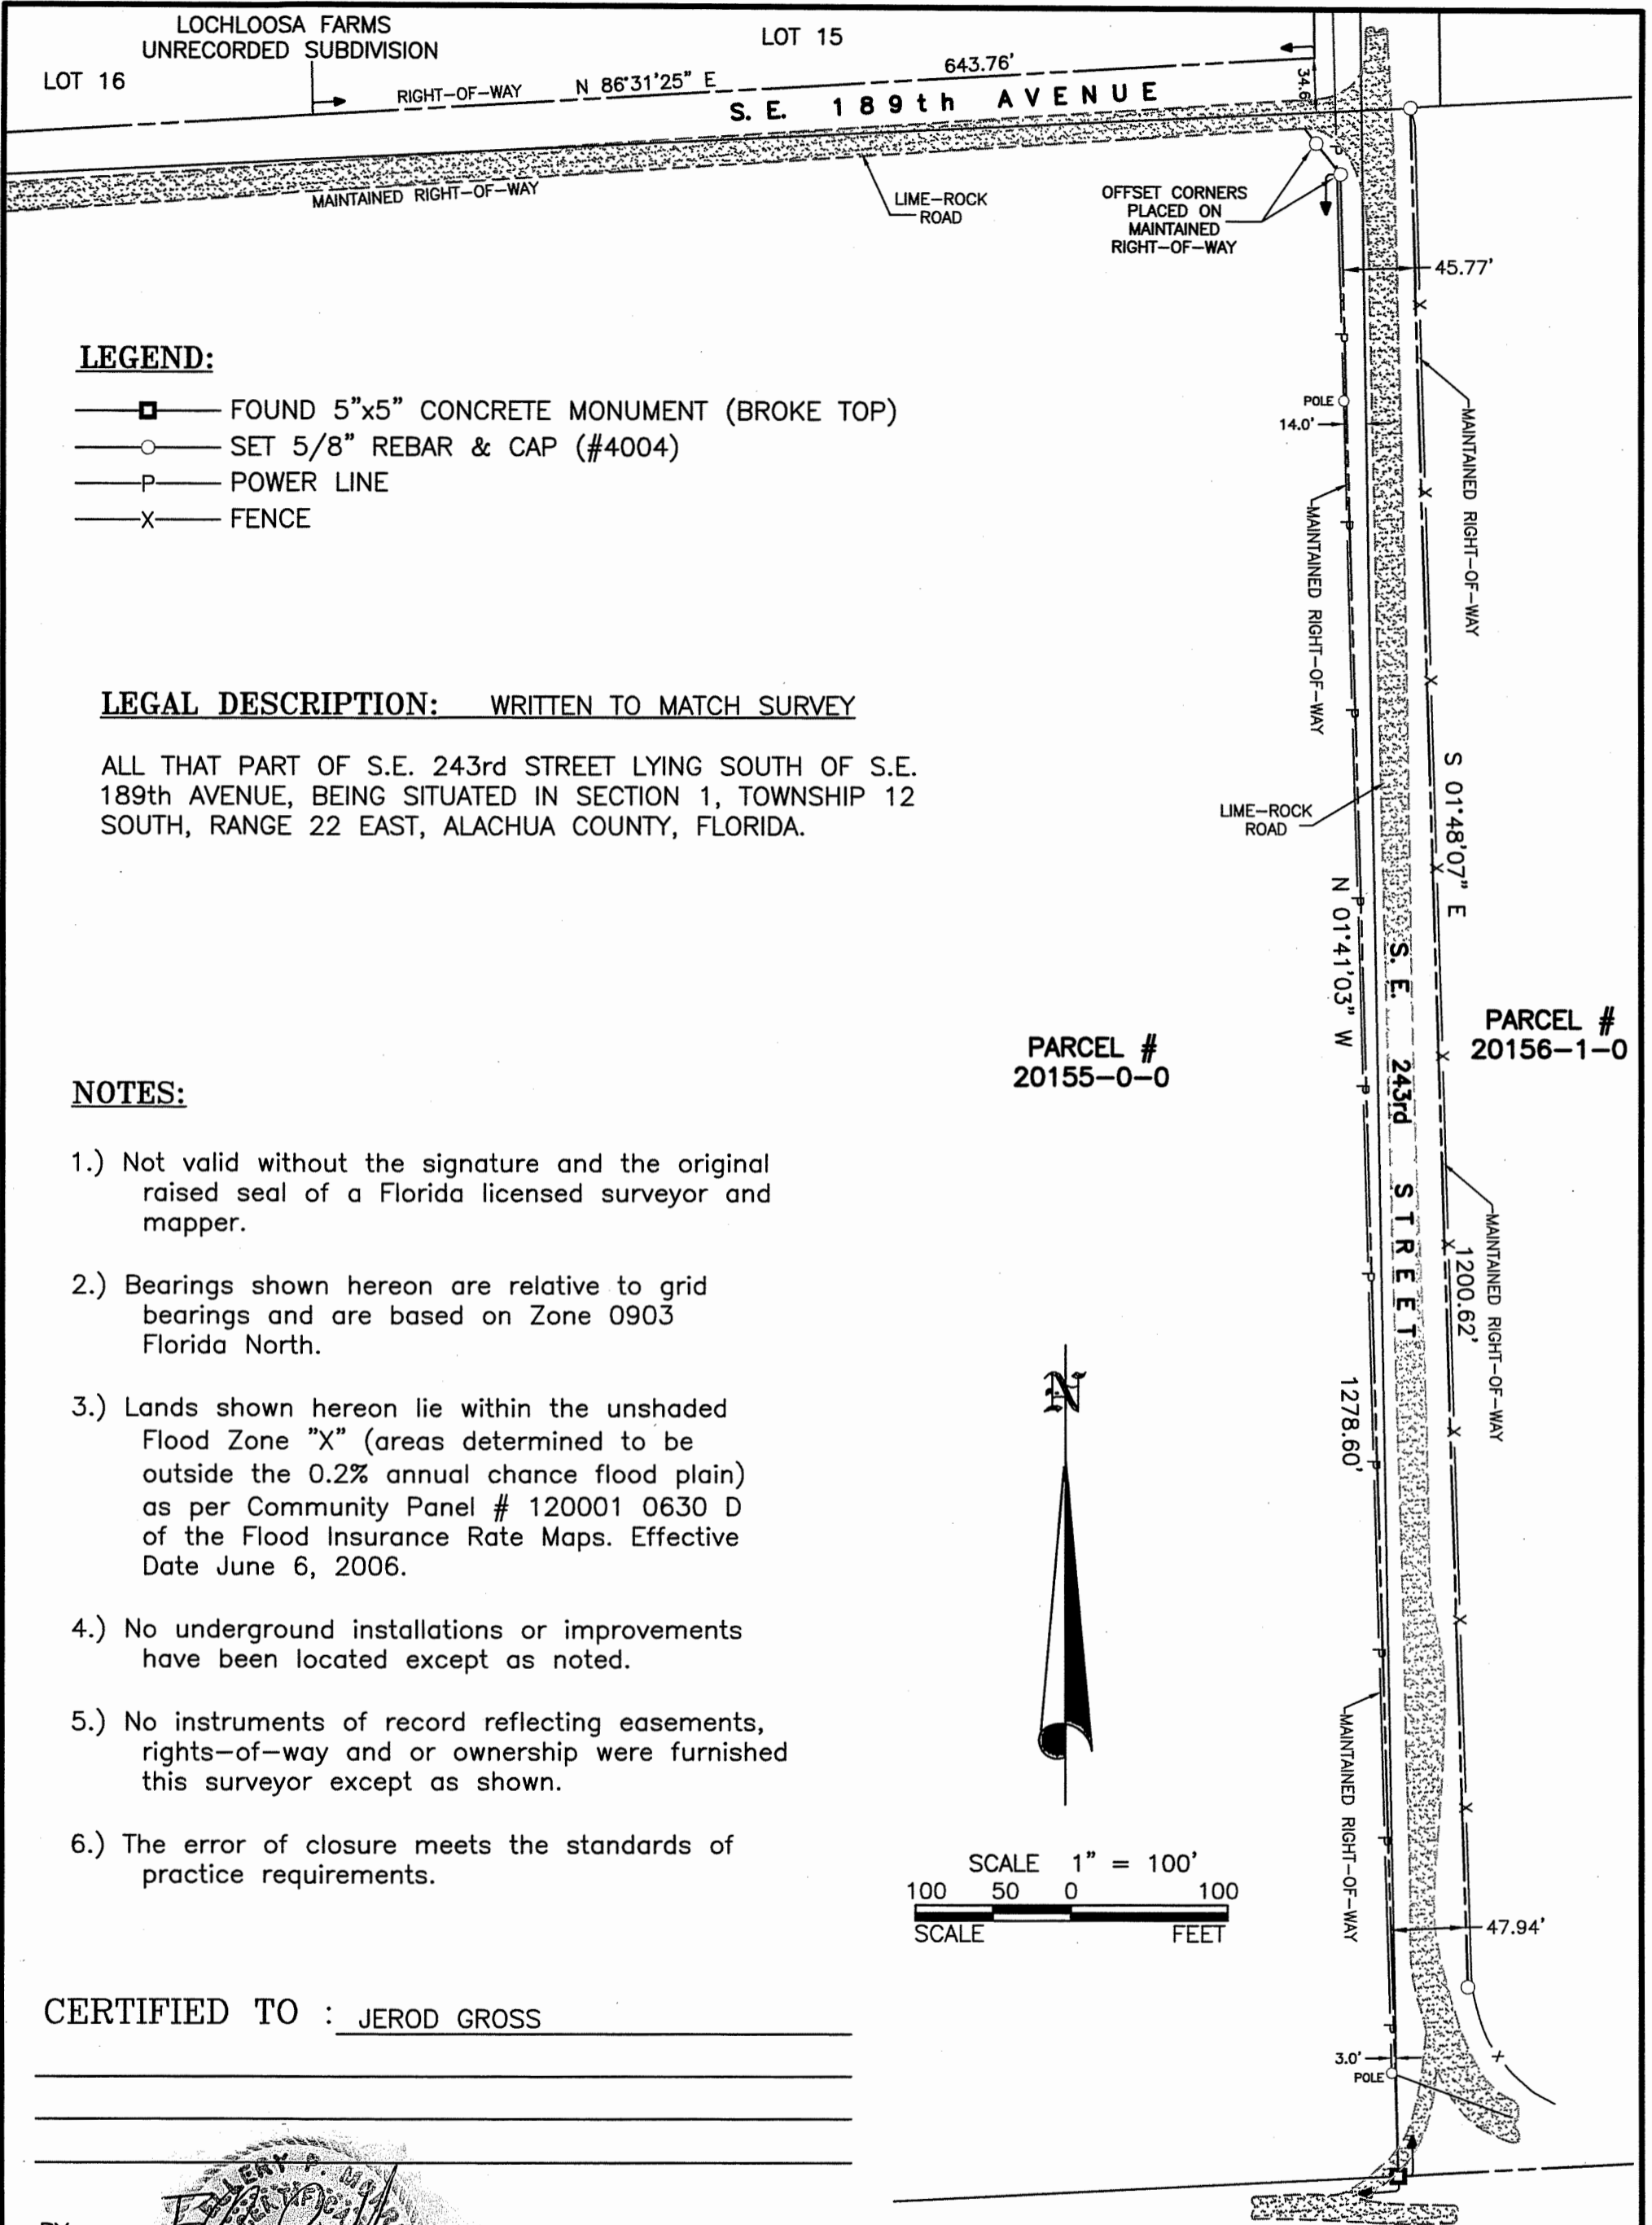 LOCHLOOSA FARMS
UNRECORDED SUBDIVISION
LOT 15
LOT 16
RIGHT-OF-WAY
N 86°31'25" E
643.76'
34.6
S. E. 189th AVENUE
MAINTAINED RIGHT-OF-WAY
LIME-ROCK
ROAD
OFFSET CORNERS
PLACED ON
MAINTAINED
RIGHT-OF-WAY
P
45.77'
LEGEND:
FOUND 5"x5" CONCRETE MONUMENT (BROKE TOP)
SET 5/8" REBAR & CAP (#4004)
P POWER LINE
X FENCE
POLE
14.0'
MAINTAINED RIGHT-OF-WAY
MAINTAINED RIGHT-OF-WAY
LEGAL DESCRIPTION: WRITTEN TO MATCH SURVEY
ALL THAT PART OF S.E. 243rd STREET LYING SOUTH OF S.E.
189th AVENUE, BEING SITUATED IN SECTION 1, TOWNSHIP 12
SOUTH, RANGE 22 EAST, ALACHUA COUNTY, FLORIDA.
S 01°48'07" E
LIME-ROCK
ROAD
N 01°41'03" W
S. E. 243rd STREET
PARCEL #
20155-0-0
PARCEL #
20156-1-0
NOTES:
1.) Not valid without the signature and the original
raised seal of a Florida licensed surveyor and
mapper.
2.) Bearings shown hereon are relative to grid
bearings and are based on Zone 0903
Florida North.
3.) Lands shown hereon lie within the unshaded
Flood Zone "X" (areas determined to be
outside the 0.2% annual chance flood plain)
as per Community Panel # 120001 0630 D
of the Flood Insurance Rate Maps. Effective
Date June 6, 2006.
4.) No underground installations or improvements
have been located except as noted.
5.) No instruments of record reflecting easements,
rights-of-way and or ownership were furnished
this surveyor except as shown.
6.) The error of closure meets the standards of
practice requirements.
1200.62'
MAINTAINED RIGHT-OF-WAY
1278.60'
MAINTAINED RIGHT-OF-WAY
N
SCALE 1" = 100'
100 50 0 100
SCALE FEET
47.94'
3.0'
POLE
CERTIFIED TO : JEROD GROSS